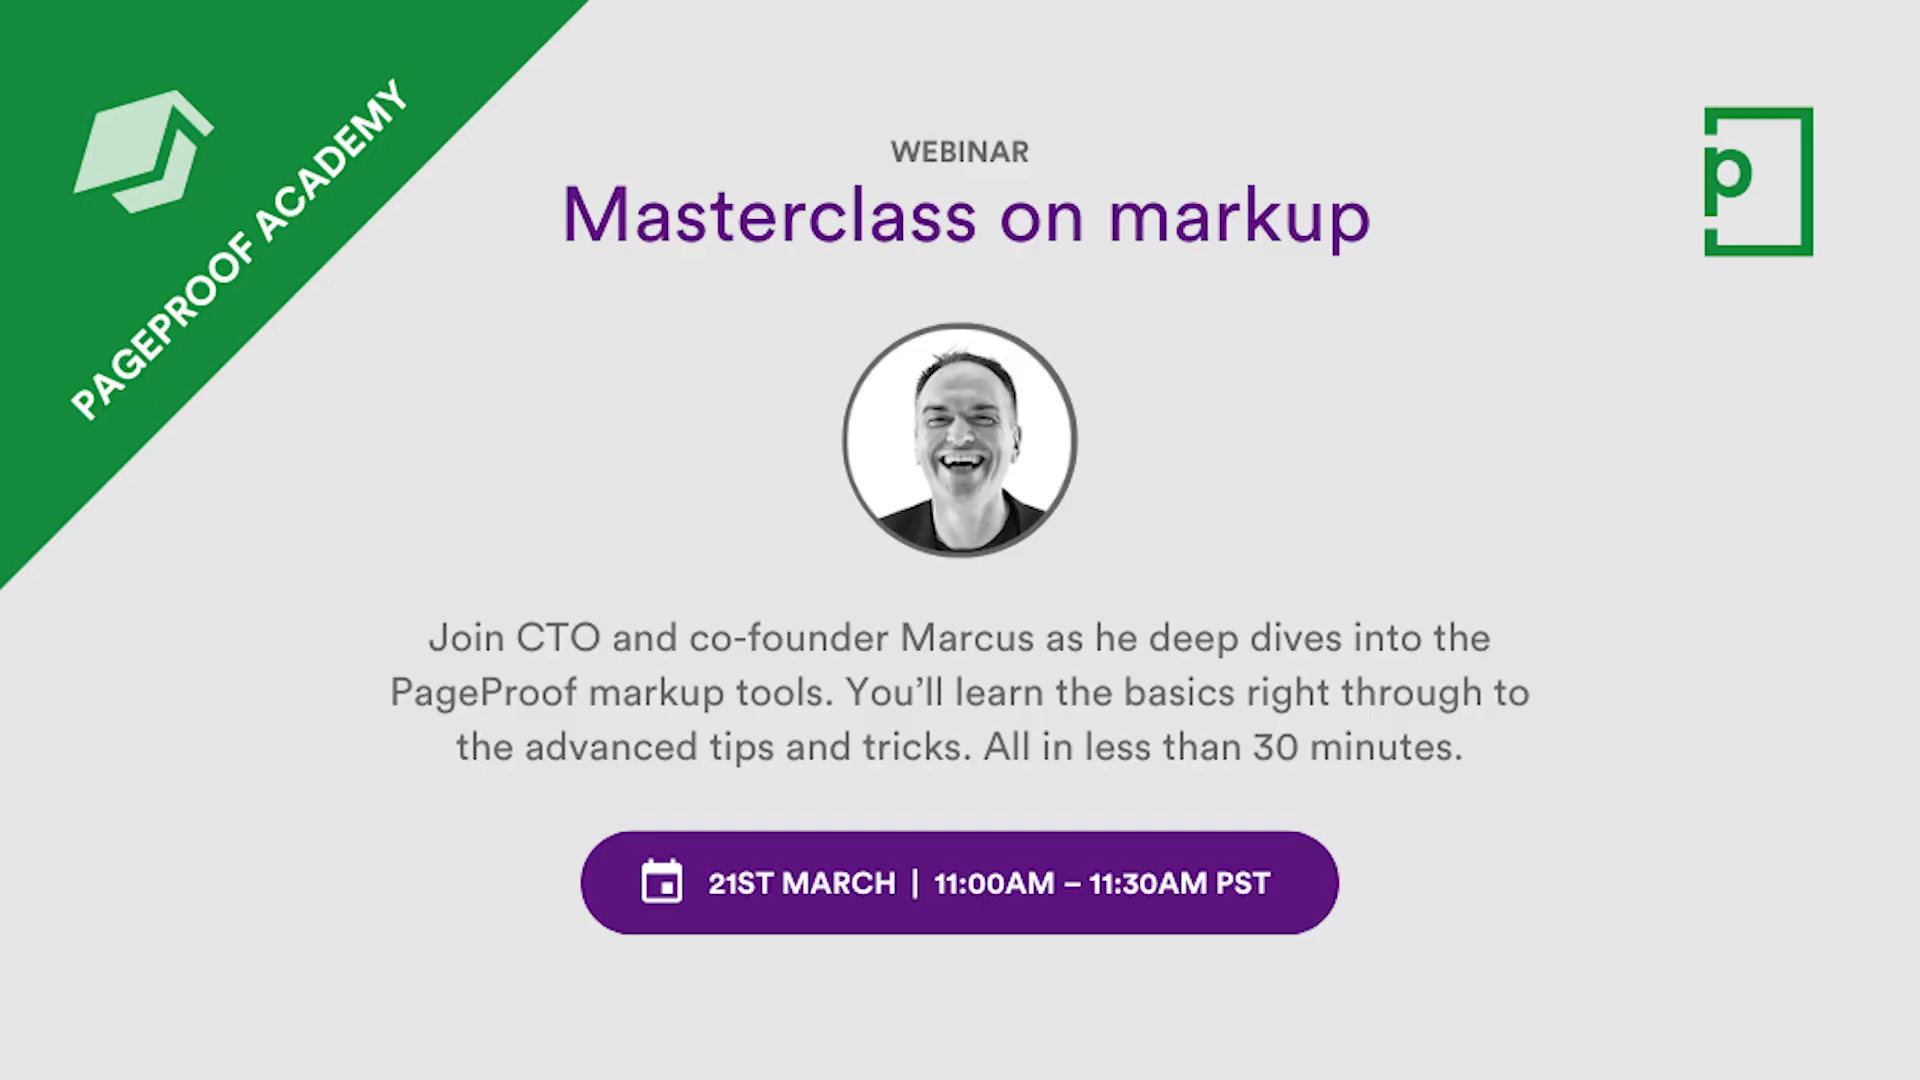 PAGEPROOF ACADEMY
WEBINAR
Masterclass on markup
p
Join CTO and co-founder Marcus as he deep dives into the
PageProof markup tools. You’ll learn the basics right through to
the advanced tips and tricks. All in less than 30 minutes.
21ST MARCH | 11:00AM – 11:30AM PST